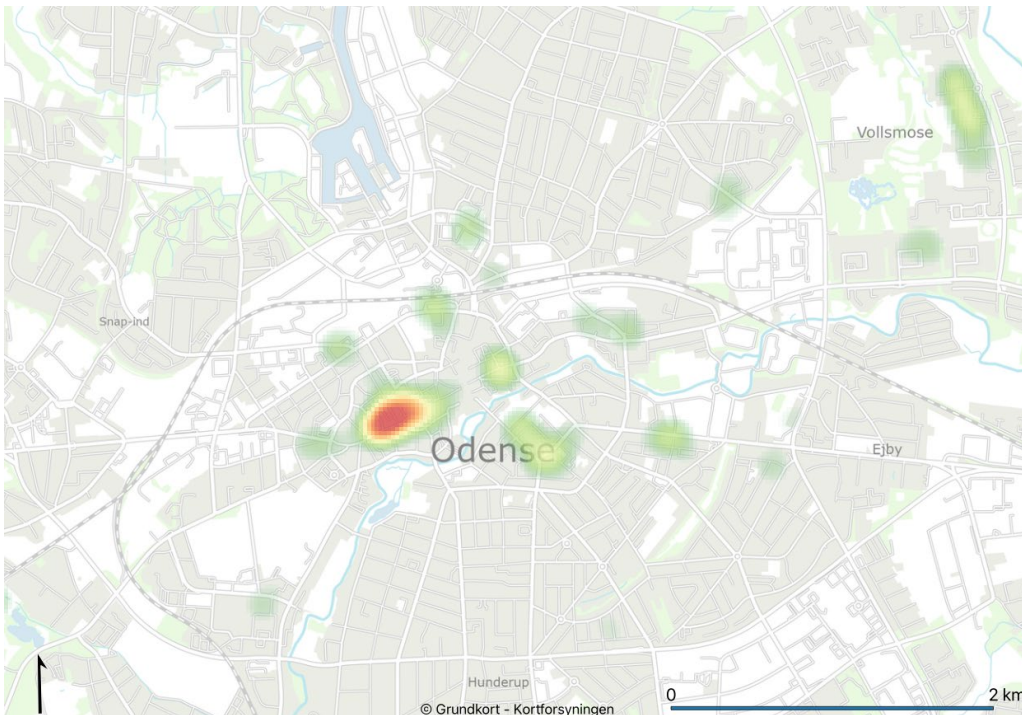 Vollsmose
Snap-ind
Odense
Ejby
Hunderup
0
2 km
© Grundkort - Kortforsyningen